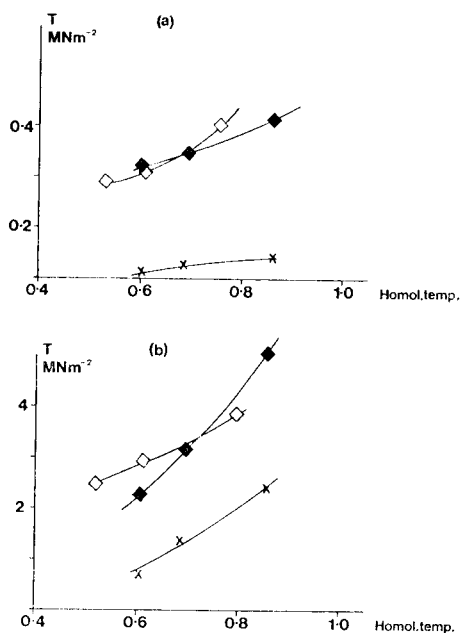 T
(a)
MNm⁻²
0·4
0·2
0·4
0·6
0·8
1·0
Homol.temp.
T
(b)
MNm⁻²
4
2
0·4
0·6
0·8
1·0
Homol.temp.